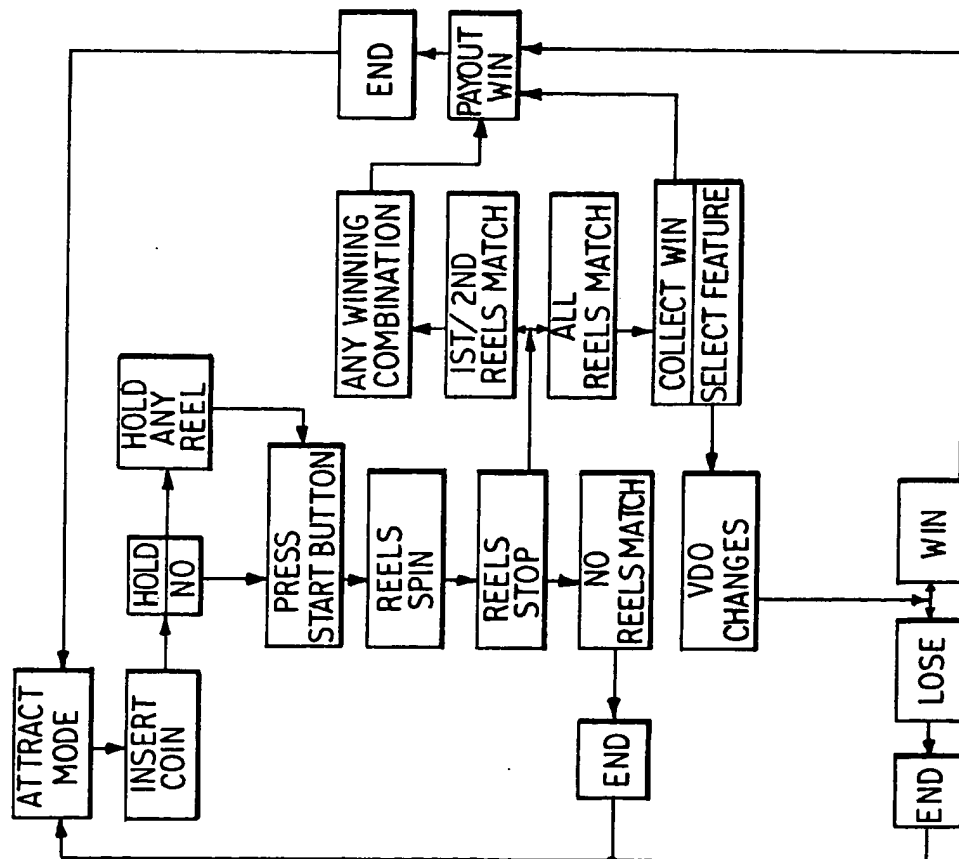 ATTRACT
MODE
INSERT
COIN
HOLD
NO
HOLD
ANY
REEL
PRESS
START BUTTON
REELS
SPIN
REELS
STOP
NO
REELS MATCH
END
ANY WINNING
COMBINATION
1ST/2ND
REELS MATCH
ALL
REELS MATCH
COLLECT WIN
SELECT FEATURE
PAYOUT
WIN
END
VDO
CHANGES
WIN
LOSE
END